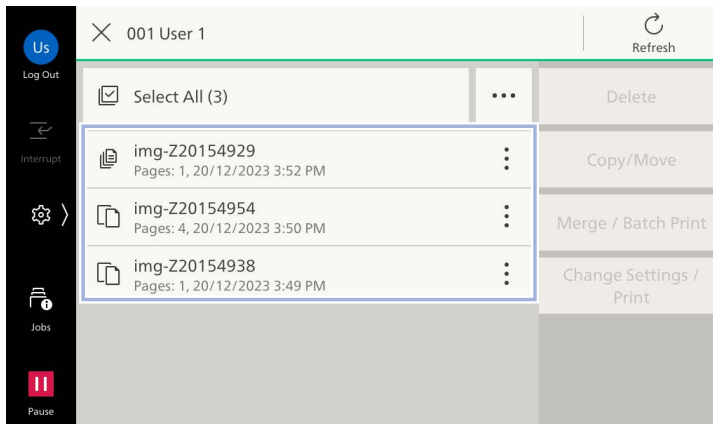 Us
Log Out
Interrupt
Jobs
Pause
001 User 1
Refresh
Select All (3)
img-Z20154929
Pages: 1, 20/12/2023 3:52 PM
img-Z20154954
Pages: 4, 20/12/2023 3:50 PM
img-Z20154938
Pages: 1, 20/12/2023 3:49 PM
Delete
Copy/Move
Merge / Batch Print
Change Settings /
Print